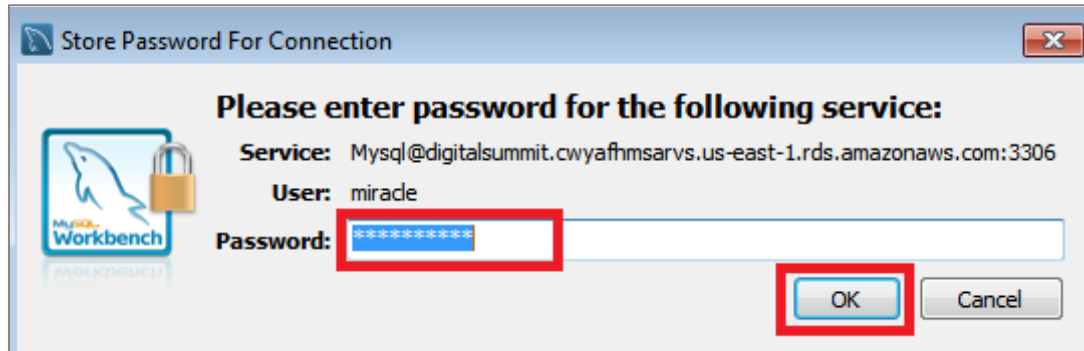 Store Password For Connection
Please enter password for the following service:
Service: Mysql@digitalsummit.cwyafhmsarvs.us-east-1.rds.amazonaws.com:3306
User: miracle
MySQL
Workbench
Password: **********
OK Cancel